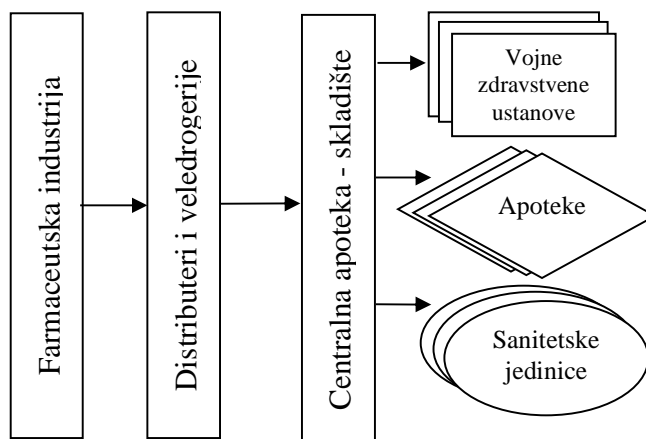 Farmaceutska industrija
Distributeri i veledrogerije
Centralna apoteka - skladište
Vojne
zdravstvene
ustanove
Apoteke
Sanitetske
jedinice